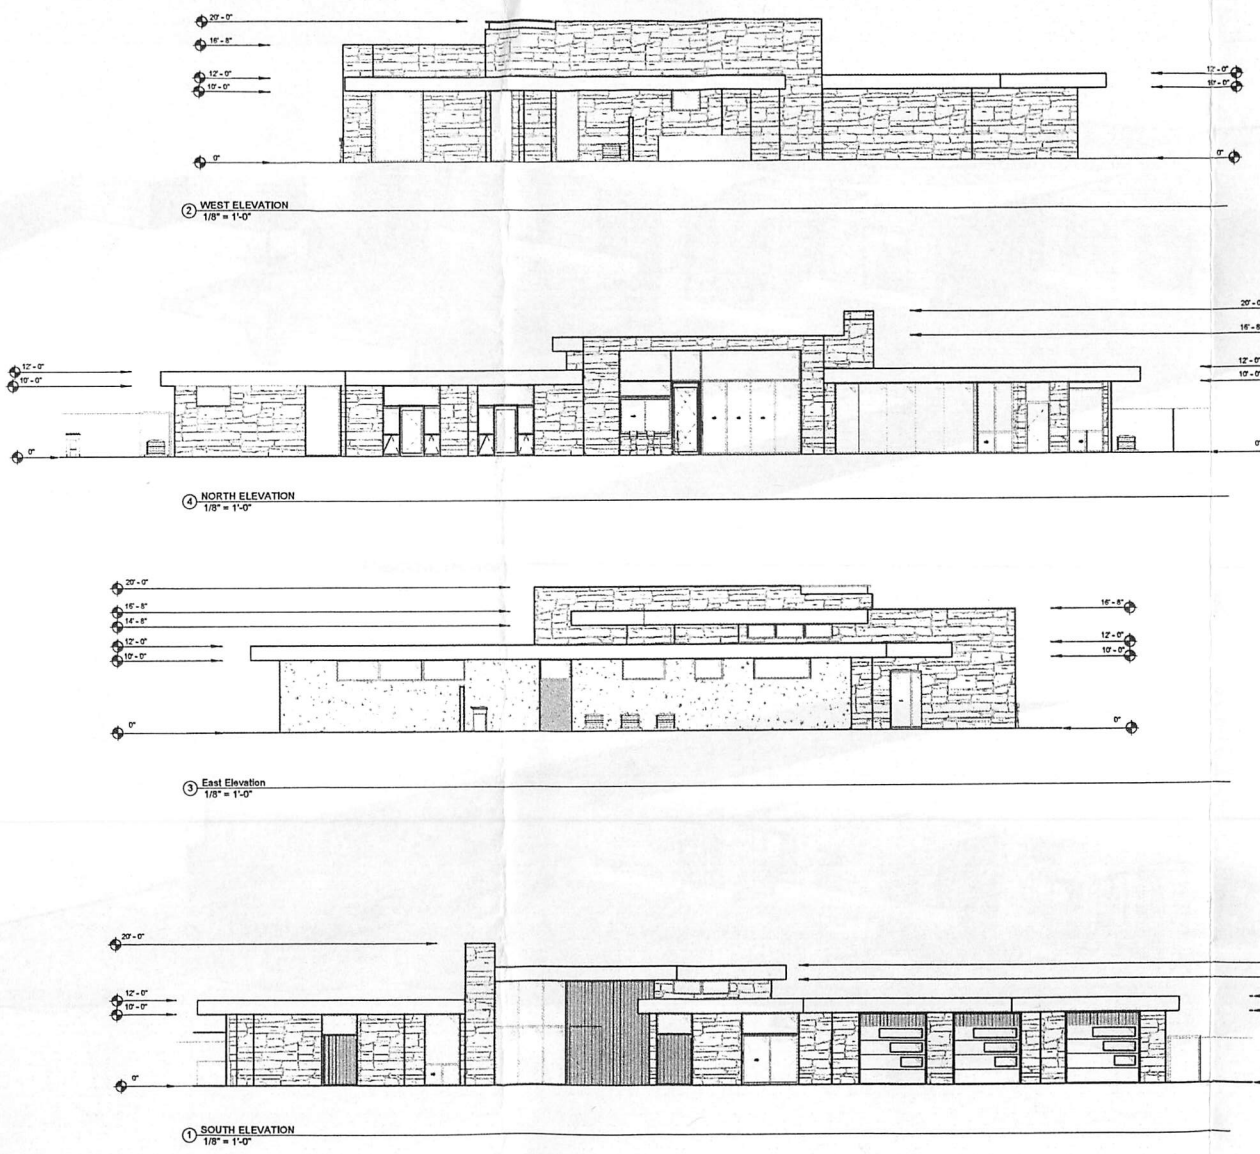 20' - 0"
16' - 8"
12' - 0"
10' - 0"
0"
12' - 0"
10' - 0"
0"
2 WEST ELEVATION
1/8" = 1'-0"
20' - 0"
16' - 8"
12' - 0"
10' - 0"
0"
12' - 0"
10' - 0"
0"
4 NORTH ELEVATION
1/8" = 1'-0"
20' - 0"
16' - 8"
14' - 8"
12' - 0"
10' - 0"
0"
16' - 8"
12' - 0"
10' - 0"
0"
3 East Elevation
1/8" = 1'-0"
20' - 0"
12' - 0"
10' - 0"
0"
1 SOUTH ELEVATION
1/8" = 1'-0"